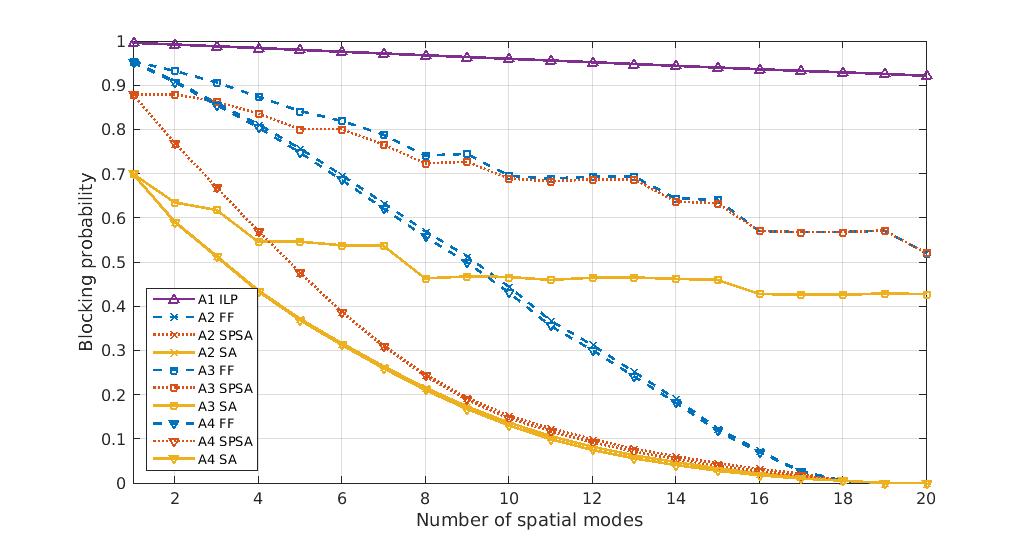 1
0.9
0.8
0.7
0.6
0.5
0.4
0.3
0.2
0.1
0
Blocking probability
A1 ILP
A2 FF
A2 SPSA
A2 SA
A3 FF
A3 SPSA
A3 SA
A4 FF
A4 SPSA
A4 SA
2 4 6 8 10 12 14 16 18 20
Number of spatial modes